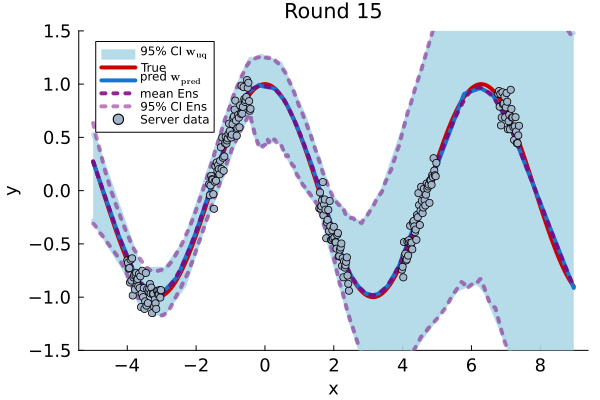 Round 15
95% CI w_uq
True
pred w_pred
mean Ens
95% CI Ens
Server data
y
1.5
1.0
0.5
0.0
−0.5
−1.0
−1.5
−4 −2 0 2 4 6 8
x